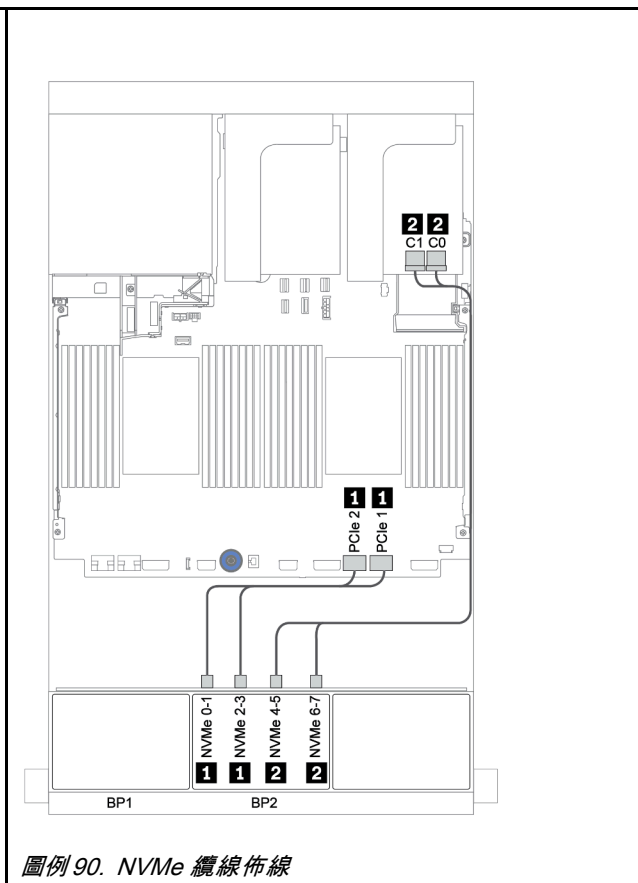 2 2
C1 C0
1 1
PCIe 2 PCIe 1
NVMe 0-1 NVMe 2-3 NVMe 4-5 NVMe 6-7
1 1 2 2
BP1 BP2
圖例 90. NVMe 纜線佈線